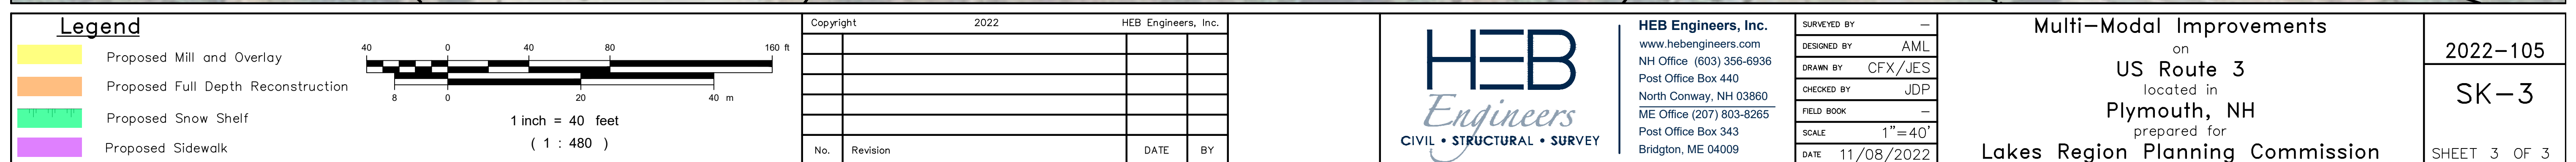 Legend
Proposed Mill and Overlay
Proposed Full Depth Reconstruction
Proposed Snow Shelf
Proposed Sidewalk
40 0 40 80 160 ft
8 0 20 40 m
1 inch = 40 feet
( 1 : 480 )
Copyright 2022 HEB Engineers, Inc.
No. Revision DATE BY
HEB
Engineers
CIVIL • STRUCTURAL • SURVEY
HEB Engineers, Inc.
www.hebengineers.com
NH Office (603) 356-6936
Post Office Box 440
North Conway, NH 03860
ME Office (207) 803-8265
Post Office Box 343
Bridgton, ME 04009
SURVEYED BY —
DESIGNED BY AML
DRAWN BY CFX/JES
CHECKED BY JDP
FIELD BOOK —
SCALE 1"=40'
DATE 11/08/2022
Multi-Modal Improvements
on
US Route 3
located in
Plymouth, NH
prepared for
Lakes Region Planning Commission
2022-105
SK-3
SHEET 3 OF 3